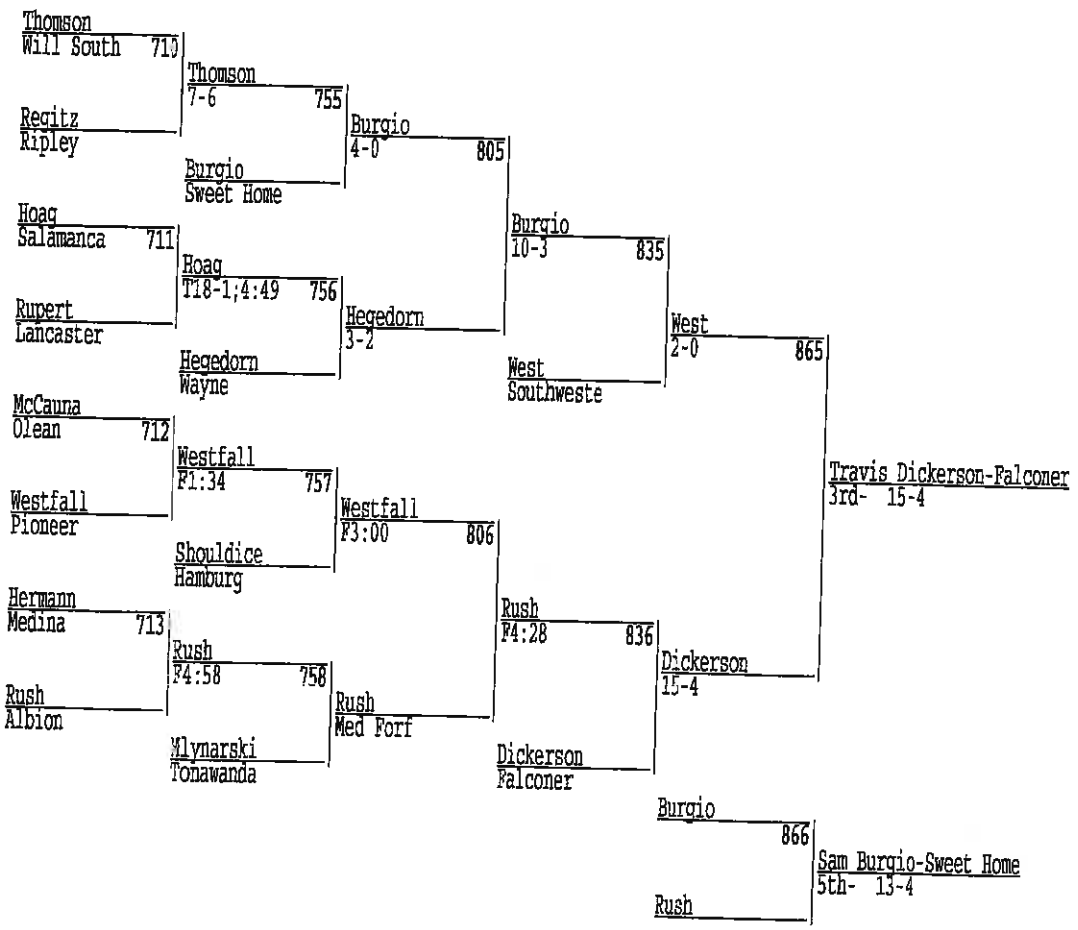 Thomson
Will South 710
Thomson
7-6 755
Regitz
Ripley
Burgio
4-0 805
Burgio
Sweet Home
Hoag
Salamanca 711
Burgio
10-3 835
Hoag
T18-1;4:49 756
Rupert
Lancaster
Hegedorn
3-2
West
2-0 865
Hegedorn
Wayne
West
Southweste
McCauna
Olean 712
Westfall
F1:34 757
Travis Dickerson-Falconer
3rd- 15-4
Westfall
Pioneer
Westfall
F3:00 806
Shouldice
Hamburg
Hermann
Medina 713
Rush
F4:28 836
Rush
F4:58 758
Dickerson
15-4
Rush
Albion
Rush
Med Forf
Mlynarski
Tonawanda
Dickerson
Falconer
Burgio
866
Sam Burgio-Sweet Home
5th- 13-4
Rush